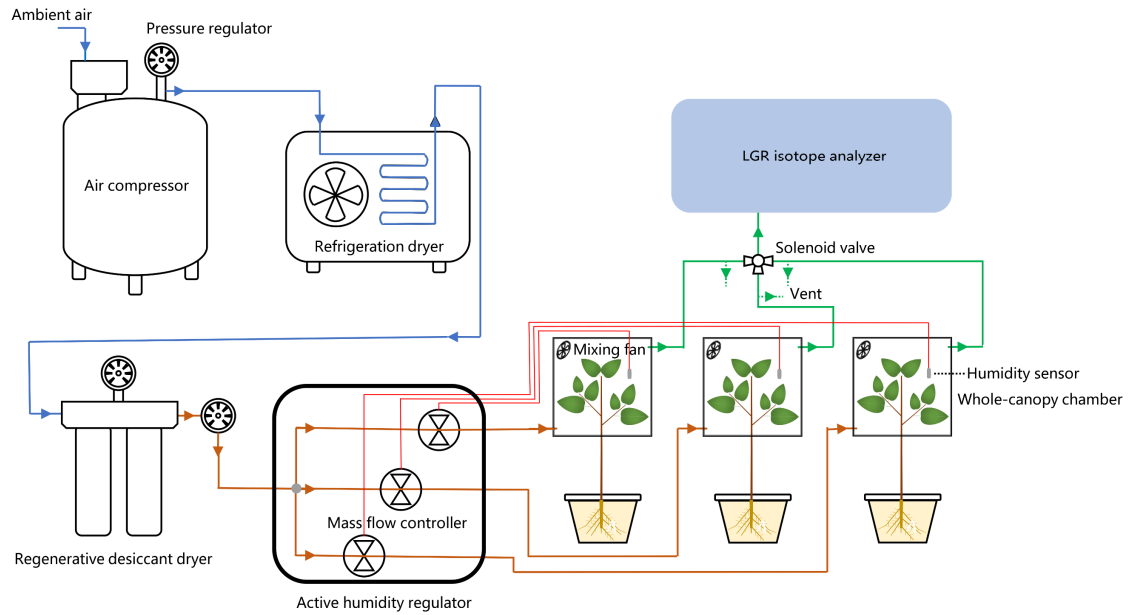 Ambient air
Pressure regulator
Air compressor
Refrigeration dryer
LGR isotope analyzer
Solenoid valve
Vent
Mixing fan
Humidity sensor
Whole-canopy chamber
Mass flow controller
Regenerative desiccant dryer
Active humidity regulator